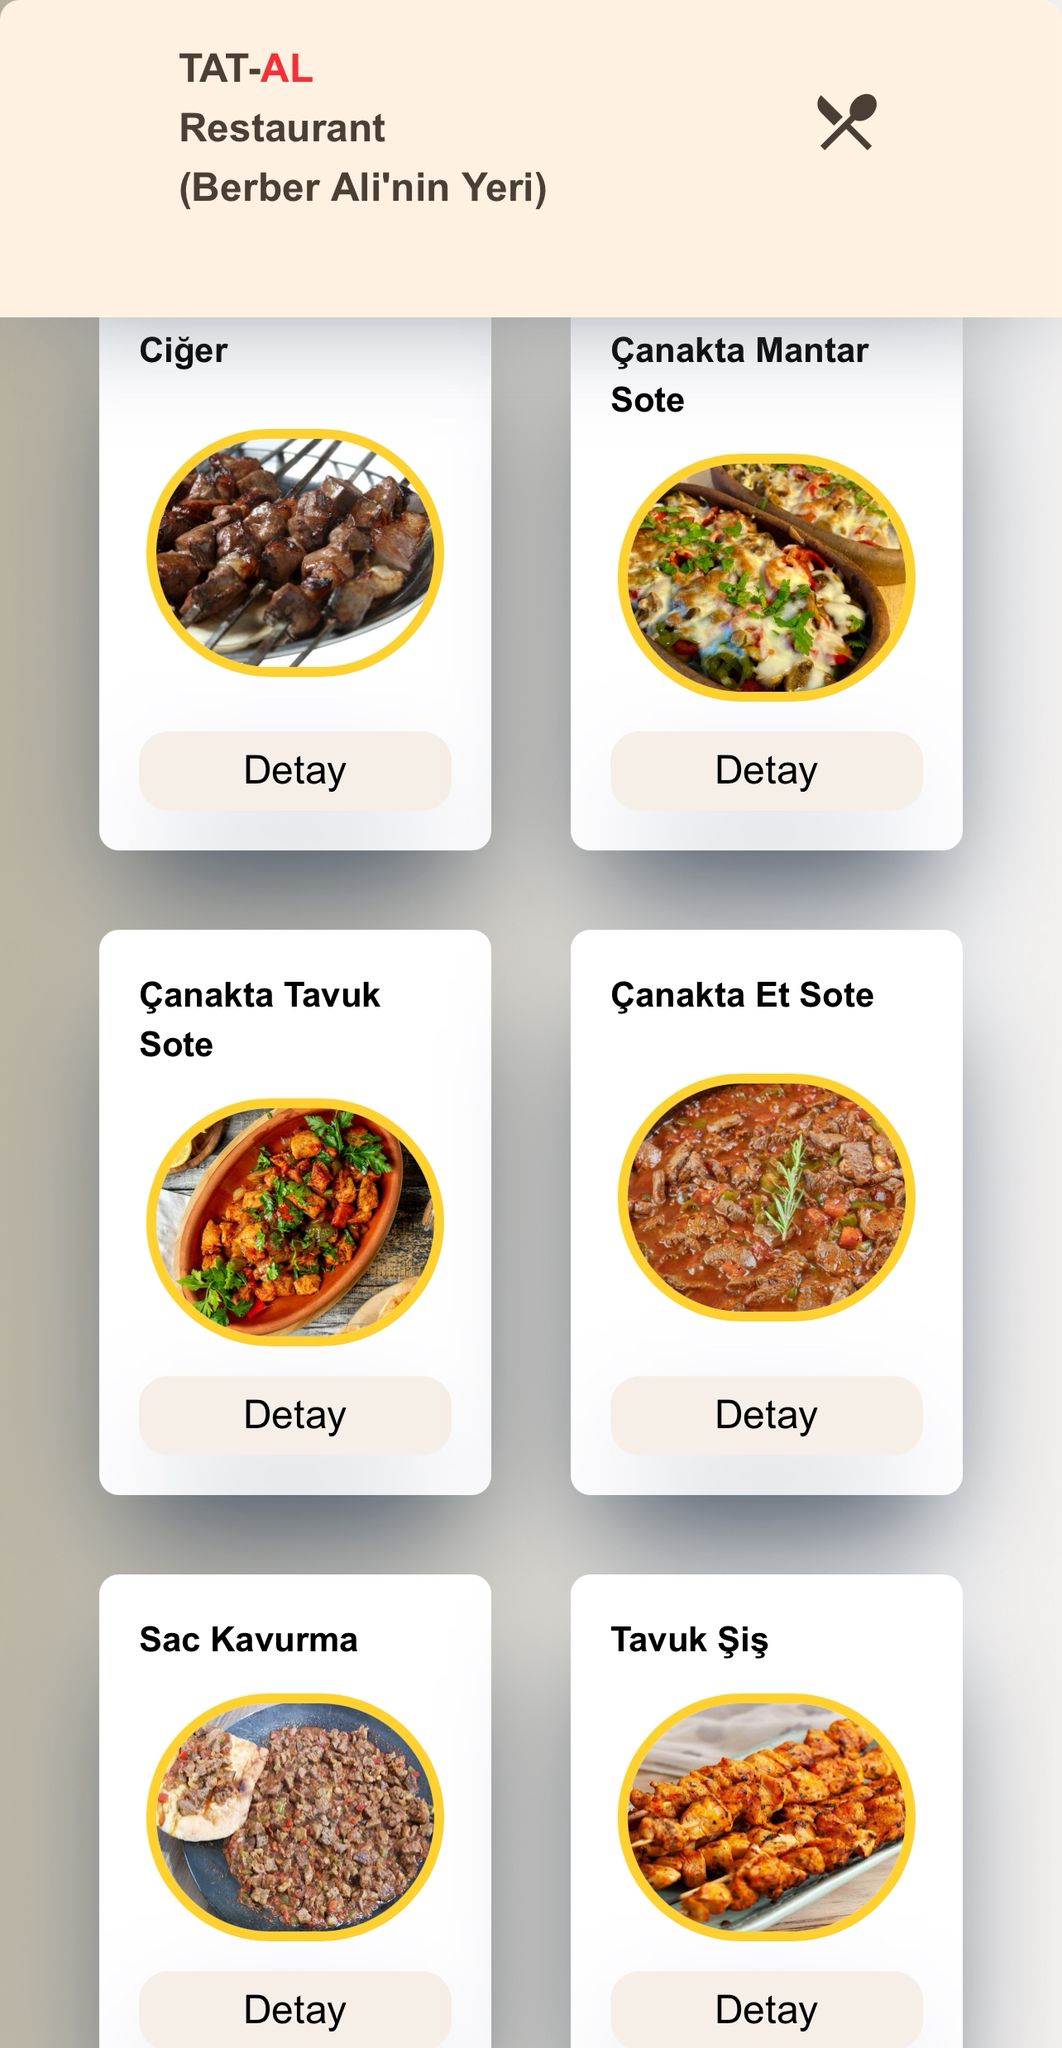 TAT-AL
Restaurant
(Berber Ali'nin Yeri)
Ciğer
Çanakta Mantar
Sote
Detay
Detay
Çanakta Tavuk
Sote
Çanakta Et Sote
Detay
Detay
Sac Kavurma
Tavuk Şiş
Detay
Detay